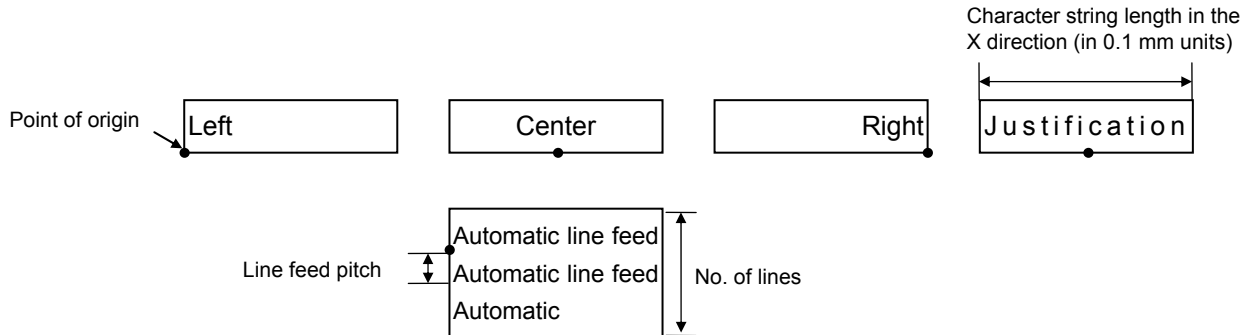 Character string length in the
X direction (in 0.1 mm units)
Point of origin
Left
Center
Right
Justification
Automatic line feed
Line feed pitch
Automatic line feed
No. of lines
Automatic